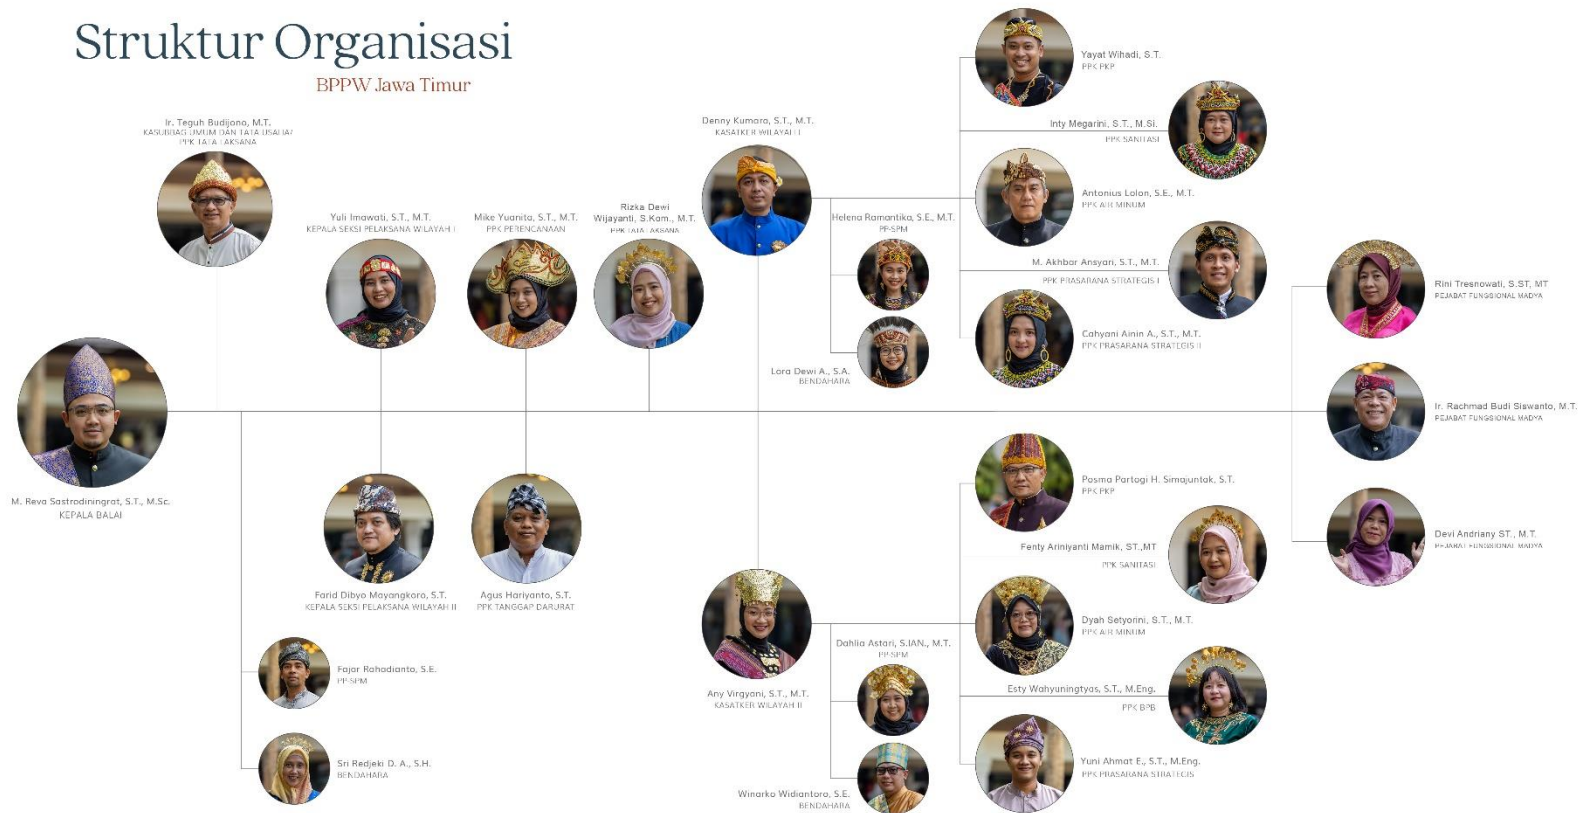 Struktur Organisasi
BPPW Jawa Timur
Ir. Teguh Budijono, M.T.
KASUBBAG UMUM DAN TATA USAHA/
PPK TATA LAKSANA
Yuli Imawati, S.T., M.T.
KEPALA SEKSI PELAKSANA WILAYAH I
Mike Yuanita, S.T., M.T.
PPK PERENCANAAN
Rizka Dewi
Wijayanti, S.Kom., M.T.
PPK TATA LAKSANA
Denny Kumara, S.T., M.T.
KASATKER WILAYAH I
Helena Ramantika, S.E., M.T.
PP-SPM
Lora Dewi A., S.A.
BENDAHARA
Yayat Wihadi, S.T.
PPK PKP
Inty Megarini, S.T., M.Si.
PPK SANITASI
Antonius Lolon, S.E., M.T.
PPK AIR MINUM
M. Akhbar Ansyari, S.T., M.T.
PPK PRASARANA STRATEGIS I
Cahyani Ainin A., S.T., M.T.
PPK PRASARANA STRATEGIS II
Rini Tresnowati, S.ST, MT
PEJABAT FUNGSIONAL MADYA
Ir. Rachmad Budi Siswanto, M.T.
PEJABAT FUNGSIONAL MADYA
Devi Andriany ST., M.T.
PEJABAT FUNGSIONAL MADYA
M. Reva Sastrodiningrat, S.T., M.Sc.
KEPALA BALAI
Farid Dibyo Mayangkoro, S.T.
KEPALA SEKSI PELAKSANA WILAYAH II
Agus Hariyanto, S.T.
PPK TANGGAP DARURAT
Fajar Rahadianto, S.E.
PP-SPM
Sri Redjeki D. A., S.H.
BENDAHARA
Any Virgyani, S.T., M.T.
KASATKER WILAYAH II
Dahlia Astari, S.IAN., M.T.
PP-SPM
Winarko Widiantoro, S.E.
BENDAHARA
Posma Partogi H. Simajuntak, S.T.
PPK PKP
Fenty Ariniyanti Mamik, ST.,MT
PPK SANITASI
Dyah Setyorini, S.T., M.T.
PPK AIR MINUM
Esty Wahyuningtyas, S.T., M.Eng.
PPK BPB
Yuni Ahmat E., S.T., M.Eng.
PPK PRASARANA STRATEGIS